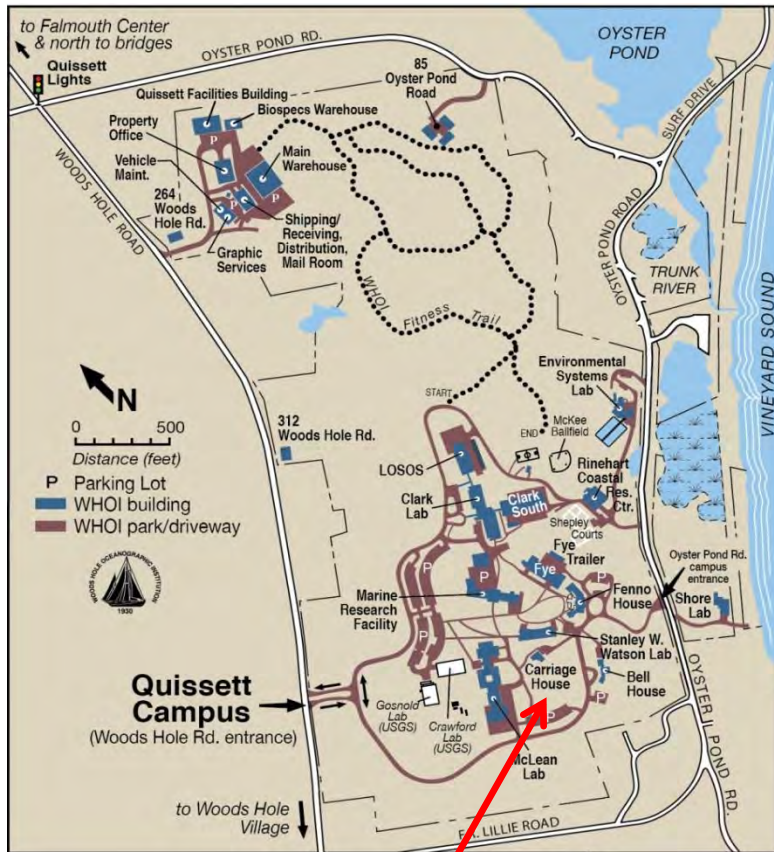 to Falmouth Center
& north to bridges
Quissett
Lights
OYSTER POND RD.
OYSTER
POND
85
Oyster Pond
Road
Quissett Facilities Building
Biospecs Warehouse
Property
Office
P
Main
Warehouse
Vehicle
Maint.
P
P
264
Woods
Hole Rd.
Shipping/
Receiving,
Distribution,
Mail Room
Graphic
Services
WOODS HOLE ROAD
SURF DRIVE
OYSTER POND ROAD
TRUNK
RIVER
VINEYARD SOUND
WHOI Fitness Trail
N
0 500
Distance (feet)
P Parking Lot
WHOI building
WHOI park/driveway
WOODS HOLE OCEANOGRAPHIC INSTITUTION
1930
312
Woods Hole Rd.
START
END
Environmental
Systems
Lab
McKee
Ballfield
LOSOS
Clark
Lab
Clark
South
Rinehart
Coastal
Res.
Ctr.
Shepley
Courts
Fye
Trailer
Fye
P
P
P
P
Marine
Research
Facility
Fenno
House
Oyster Pond Rd.
campus
entrance
Shore
Lab
Stanley W.
Watson Lab
Carriage
House
Bell
House
P
P
Quissett
Campus
(Woods Hole Rd. entrance)
Gosnold
Lab
(USGS)
Crawford
Lab
(USGS)
McLean
Lab
OYSTER POND RD.
to Woods Hole
Village
LILLIE ROAD